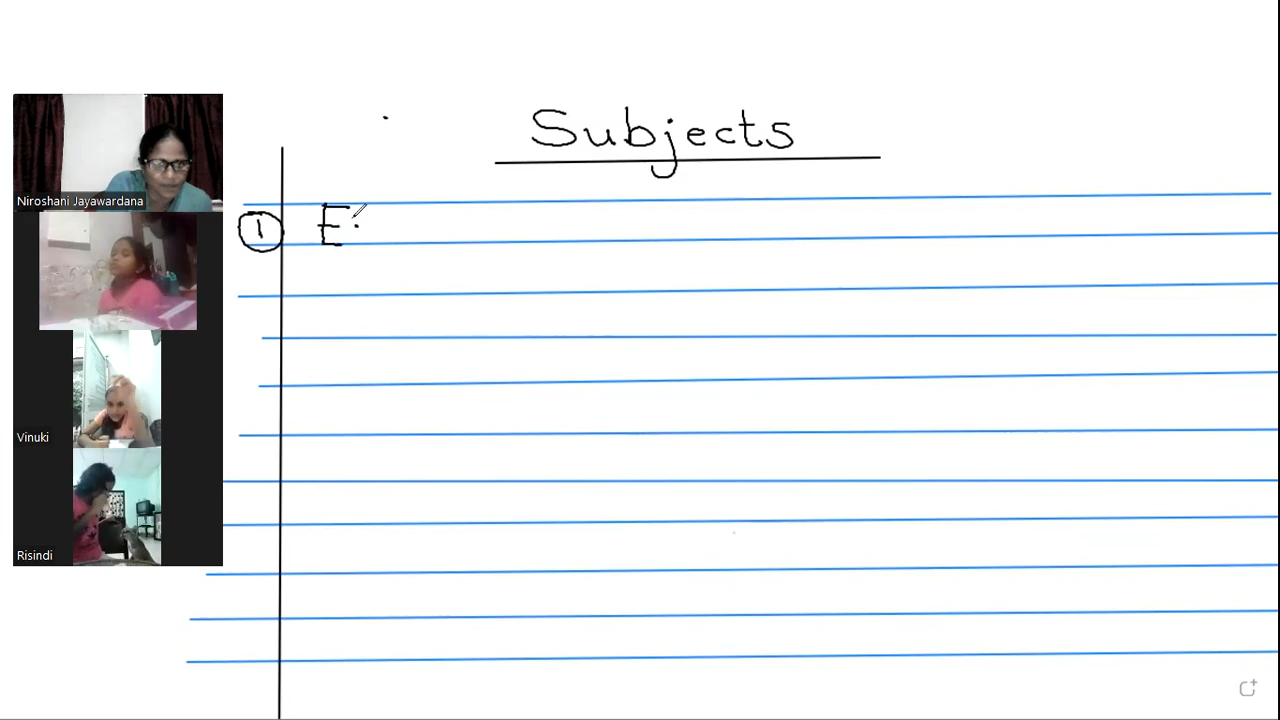 Subjects
Niroshani Jayawardana
① E
Vinuki
Risindi